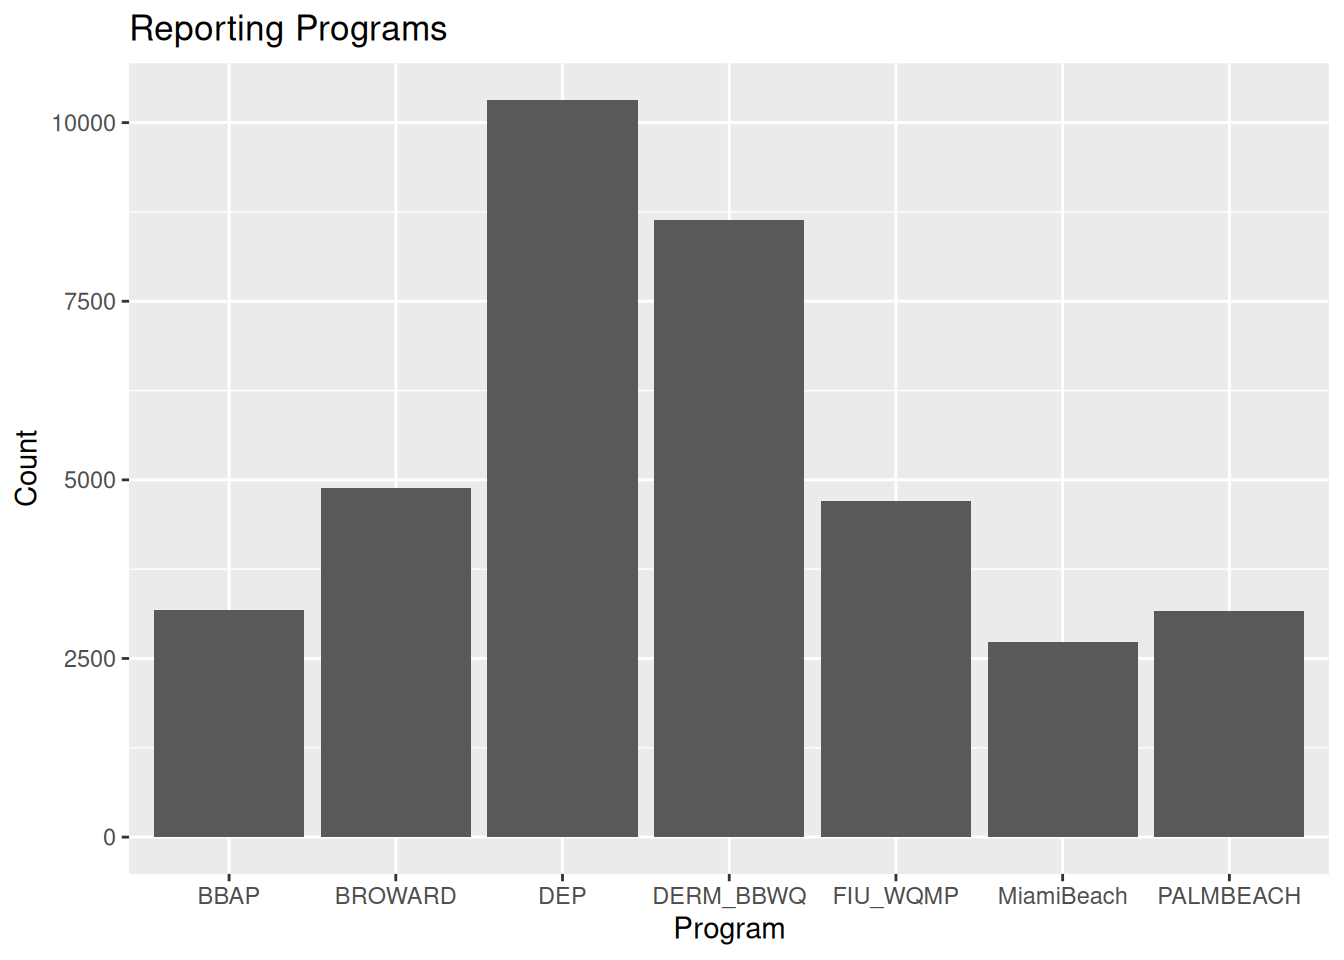 Reporting Programs
10000
7500
5000
2500
0
Count
BBAP BROWARD DEP DERM_BBWQ FIU_WQMP MiamiBeach PALMBEACH
Program